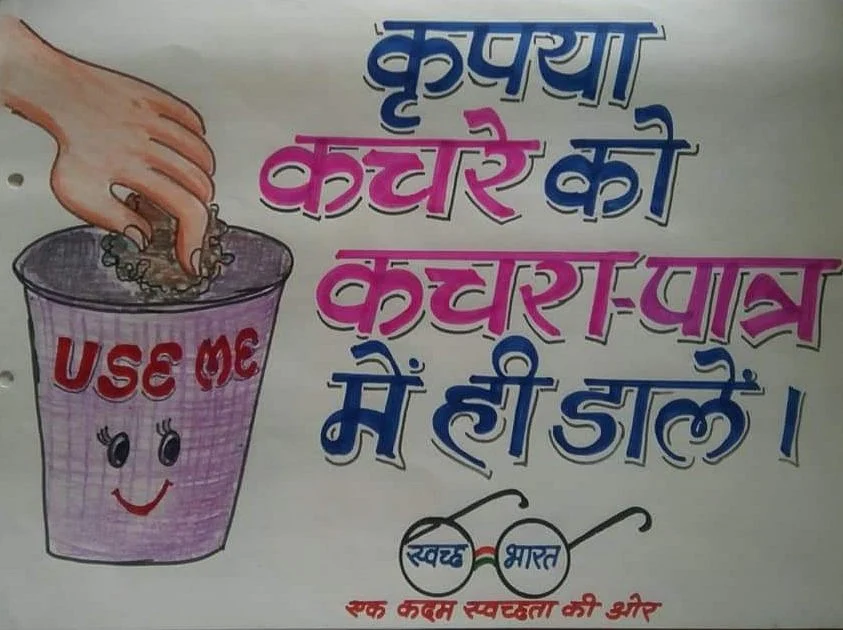 कृपया
कचरे को
कचरा-पात्र
में ही डालें।
USE ME
स्वच्छ भारत
एक कदम स्वच्छता की ओर